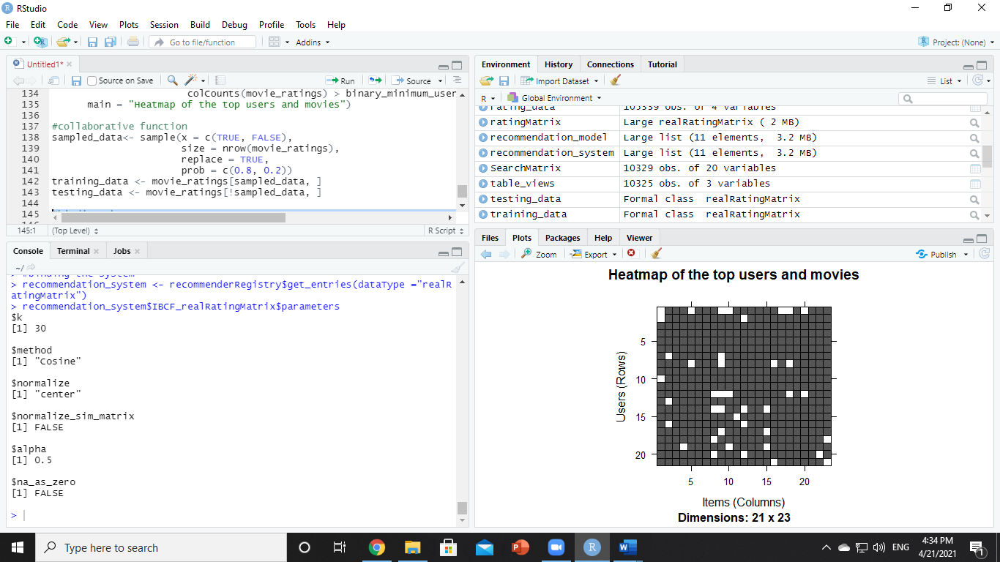 RStudio
File Edit Code View Plots Session Build Debug Profile Tools Help
Go to file/function Addins Project: (None)
Untitled1*
Source on Save Run Source
134 colCounts(movie_ratings) > binary_minimum_user
135 main = "Heatmap of the top users and movies")
136
137 #collaborative function
138 sampled_data<- sample(x = c(TRUE, FALSE),
139 size = nrow(movie_ratings),
140 replace = TRUE,
141 prob = c(0.8, 0.2))
142 training_data <- movie_ratings[sampled_data, ]
143 testing_data <- movie_ratings[!sampled_data, ]
144
145
145:1 (Top Level) R Script
Console Terminal Jobs
~/
> #binding the system
> recommendation_system <- recommenderRegistry$get_entries(dataType ="realR
atingMatrix")
> recommendation_system$IBCF_realRatingMatrix$parameters
$k
[1] 30
$method
[1] "cosine"
$normalize
[1] "center"
$normalize_sim_matrix
[1] FALSE
$alpha
[1] 0.5
$na_as_zero
[1] FALSE
>
Environment History Connections Tutorial
Import Dataset List
R Global Environment
rating_data 105339 obs. of 4 variables
ratingMatrix Large realRatingMatrix ( 2 MB)
recommendation_model Large list (11 elements, 3.2 MB)
recommendation_system Large list (11 elements, 3.2 MB)
SearchMatrix 10329 obs. of 20 variables
table_views 10325 obs. of 3 variables
testing_data Formal class realRatingMatrix
training_data Formal class realRatingMatrix
Files Plots Packages Help Viewer
Zoom Export Publish
Heatmap of the top users and movies
Users (Rows)
5
10
15
20
5 10 15 20
Items (Columns)
Dimensions: 21 x 23
Type here to search
ENG
4:34 PM
4/21/2021
1